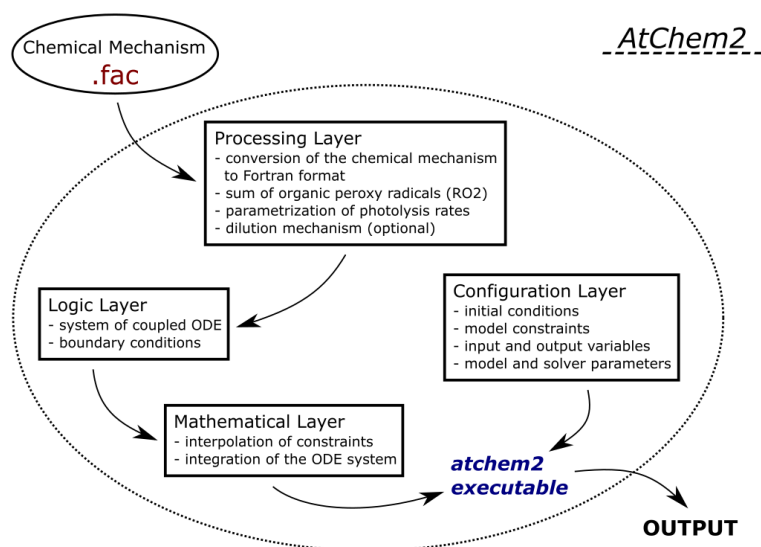 Chemical Mechanism
.fac
AtChem2
Processing Layer
- conversion of the chemical mechanism
to Fortran format
- sum of organic peroxy radicals (RO2)
- parametrization of photolysis rates
- dilution mechanism (optional)
Logic Layer
- system of coupled ODE
- boundary conditions
Configuration Layer
- initial conditions
- model constraints
- input and output variables
- model and solver parameters
Mathematical Layer
- interpolation of constraints
- integration of the ODE system
atchem2
executable
OUTPUT